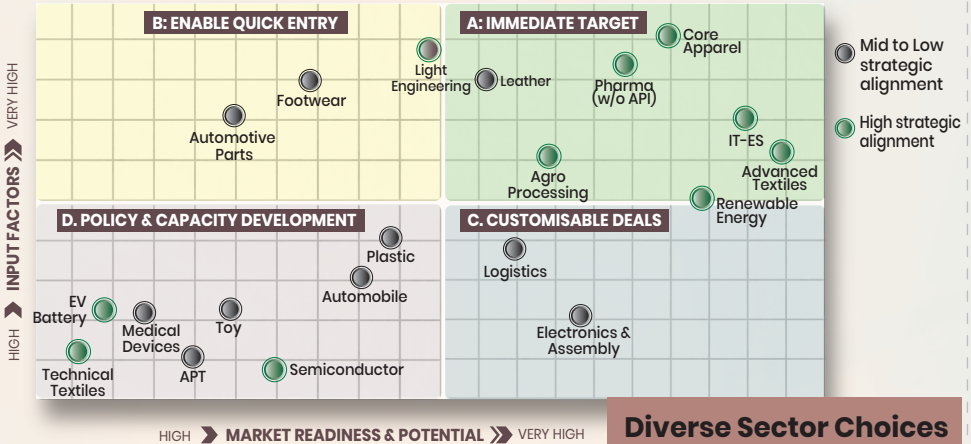 B: ENABLE QUICK ENTRY
A: IMMEDIATE TARGET
Core
Apparel
Mid to Low
strategic
alignment
Light
Engineering
Leather
Pharma
(w/o API)
Footwear
High strategic
alignment
Automotive
Parts
IT-ES
Agro
Processing
Advanced
Textiles
Renewable
Energy
VERY HIGH
INPUT FACTORS
HIGH
D. POLICY & CAPACITY DEVELOPMENT
C. CUSTOMISABLE DEALS
Plastic
Logistics
Automobile
EV
Battery
Medical
Devices
Toy
Electronics &
Assembly
Technical
Textiles
APT
Semiconductor
HIGH MARKET READINESS & POTENTIAL VERY HIGH
Diverse Sector Choices